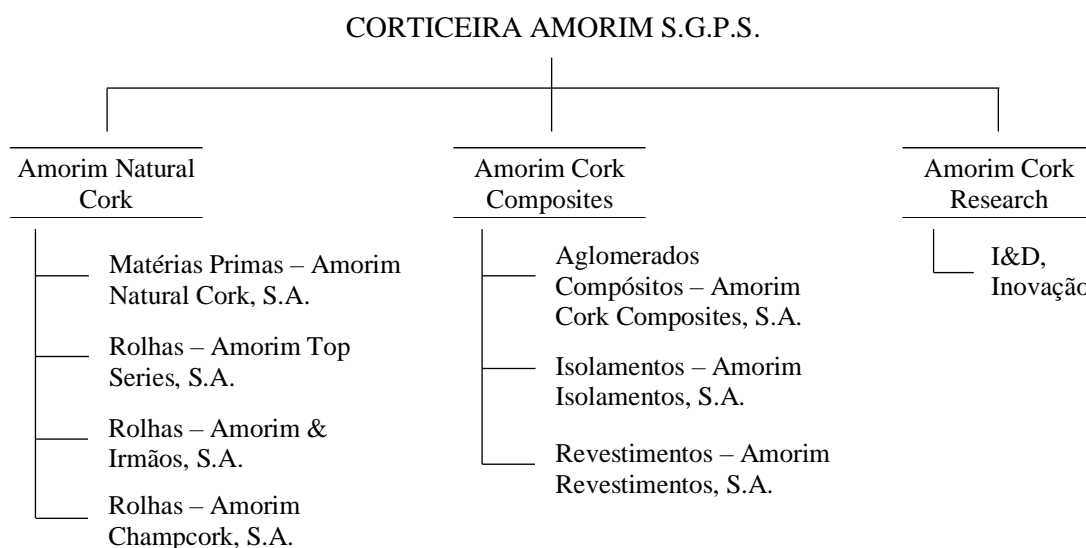 CORTICEIRA AMORIM S.G.P.S.
Amorim Natural
Cork
Matérias Primas – Amorim
Natural Cork, S.A.
Rolhas – Amorim Top
Series, S.A.
Rolhas – Amorim &
Irmãos, S.A.
Rolhas – Amorim
Champcork, S.A.
Amorim Cork
Composites
Aglomerados
Compósitos – Amorim
Cork Composites, S.A.
Isolamentos – Amorim
Isolamentos, S.A.
Revestimentos – Amorim
Revestimentos, S.A.
Amorim Cork
Research
I&D,
Inovação